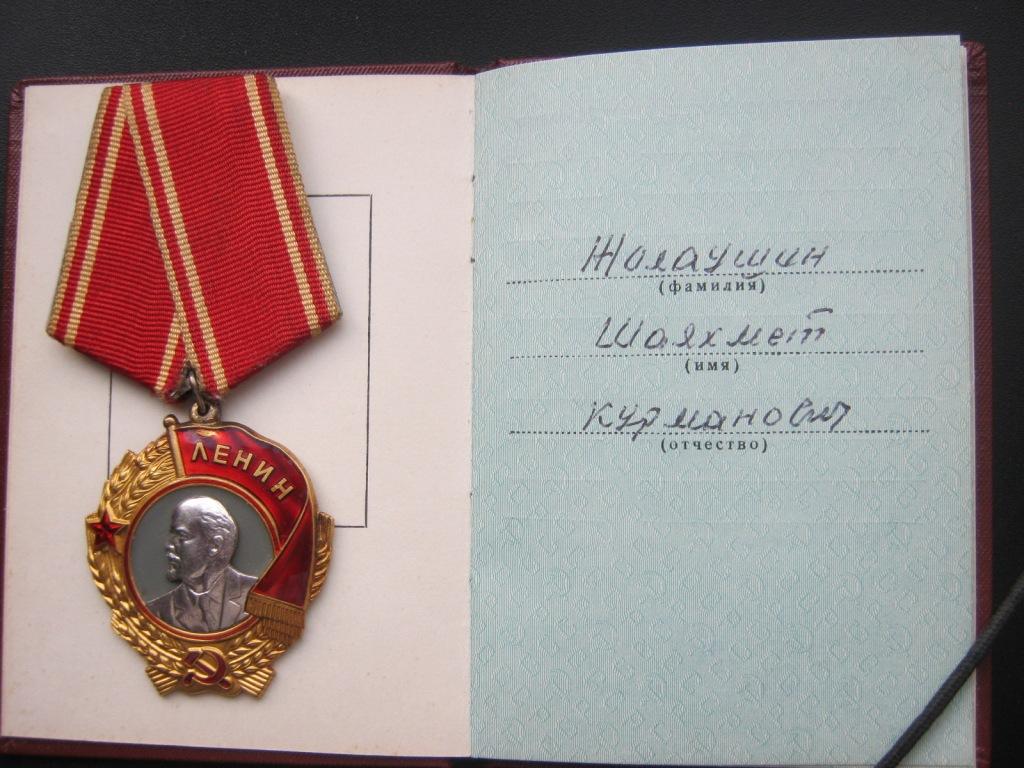 ЛЕНИН
Жолаушин
(фамилия)
Шаяхмет
(имя)
Курманович
(отчество)